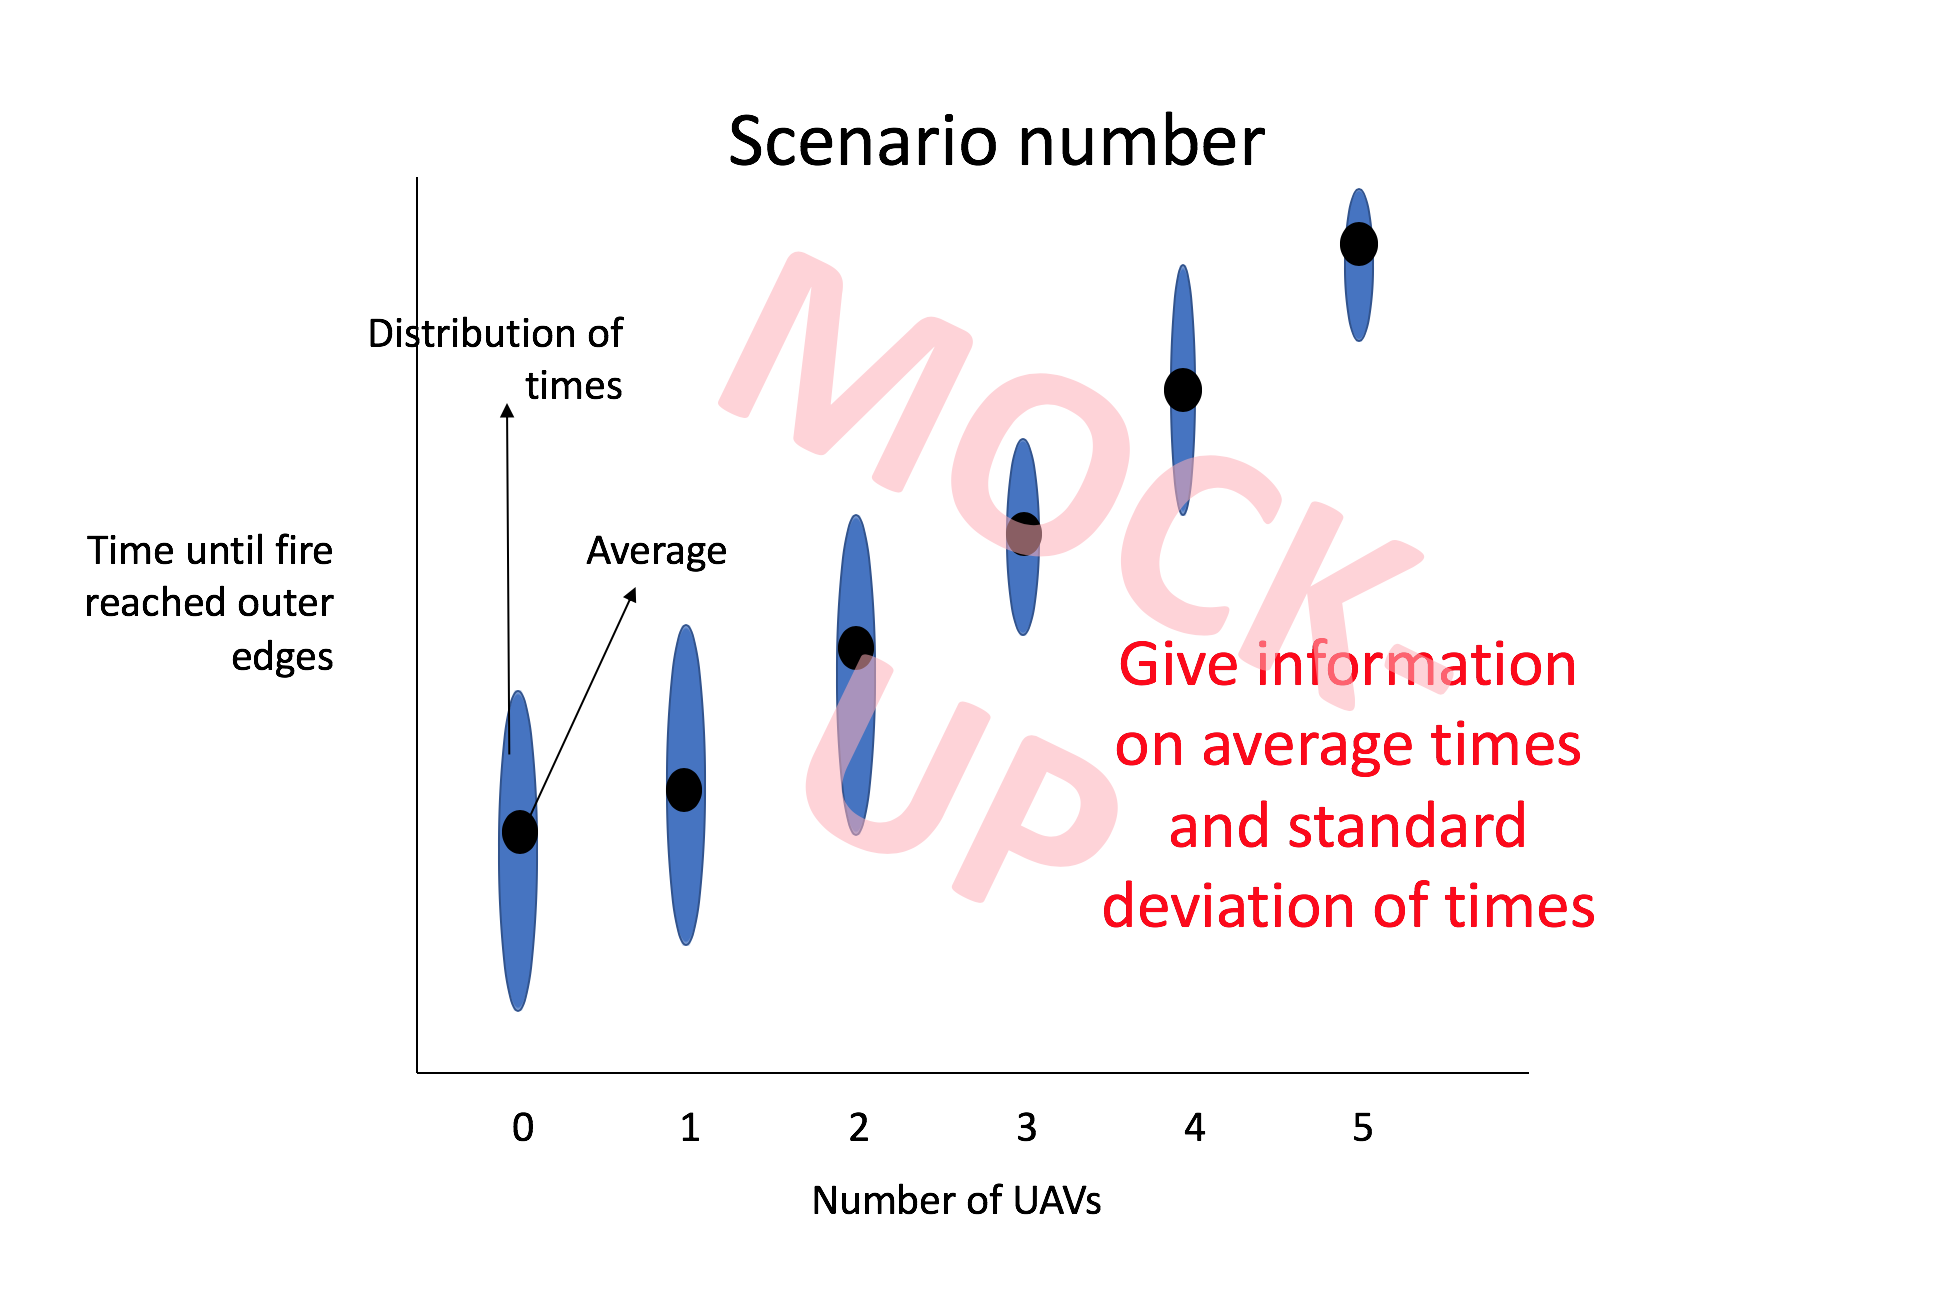 Scenario number
Distribution of
times
Time until fire
reached outer
edges
Average
MOCK-
UP
Give information
on average times
and standard
deviation of times
0 1 2 3 4 5
Number of UAVs